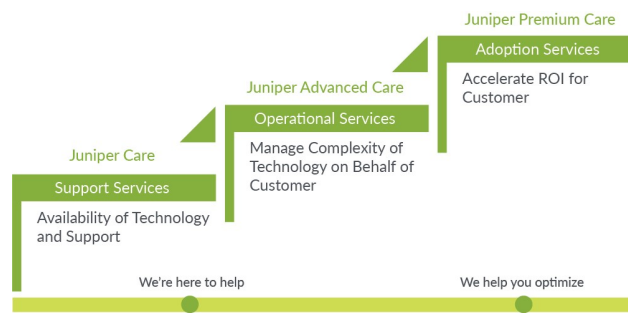 Juniper Premium Care
Adoption Services
Accelerate ROI for
Customer
Juniper Advanced Care
Operational Services
Manage Complexity of
Technology on Behalf of
Customer
Juniper Care
Support Services
Availability of Technology
and Support
We're here to help
We help you optimize